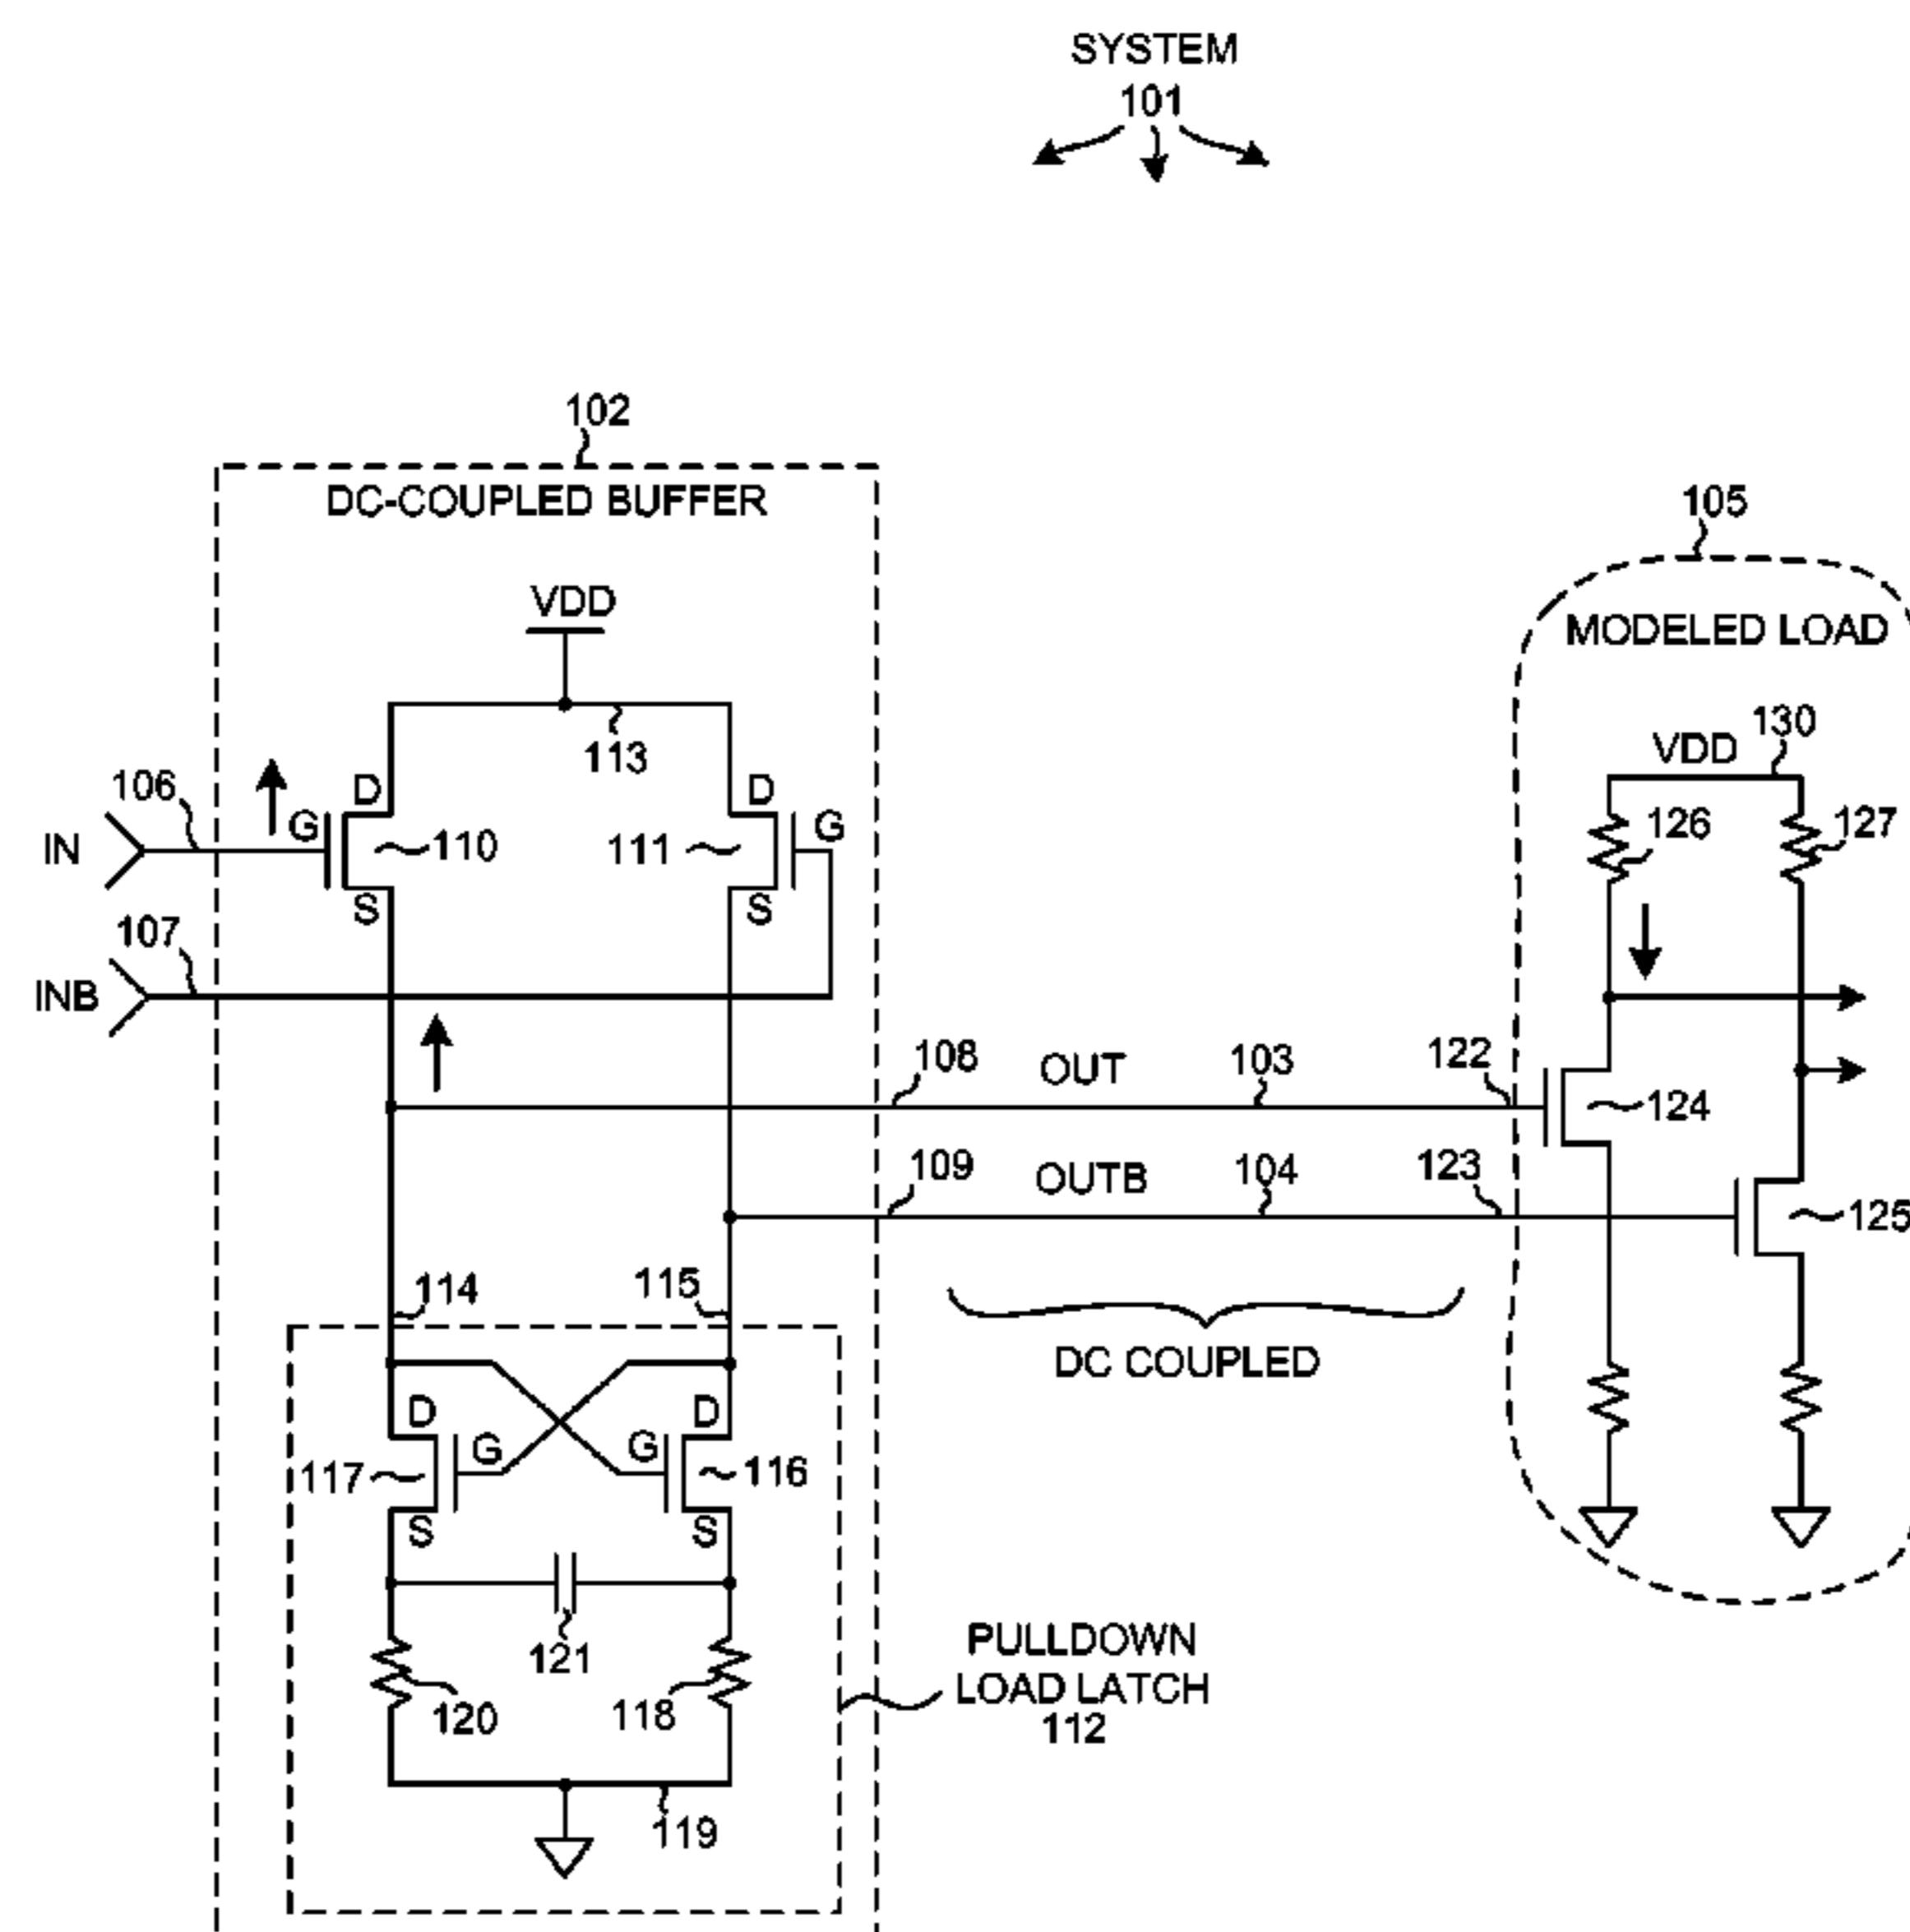 SYSTEM
101
102
DC-COUPLED BUFFER
105
MODELED LOAD
VDD
113
VDD
130
106
D
D
G
G
126
127
IN
110
111
S
S
107
INB
108
OUT
103
122
124
109
OUTB
104
123
125
114
115
DC COUPLED
D
D
G
G
117
116
S
S
121
120
118
PULLDOWN
LOAD LATCH
112
119